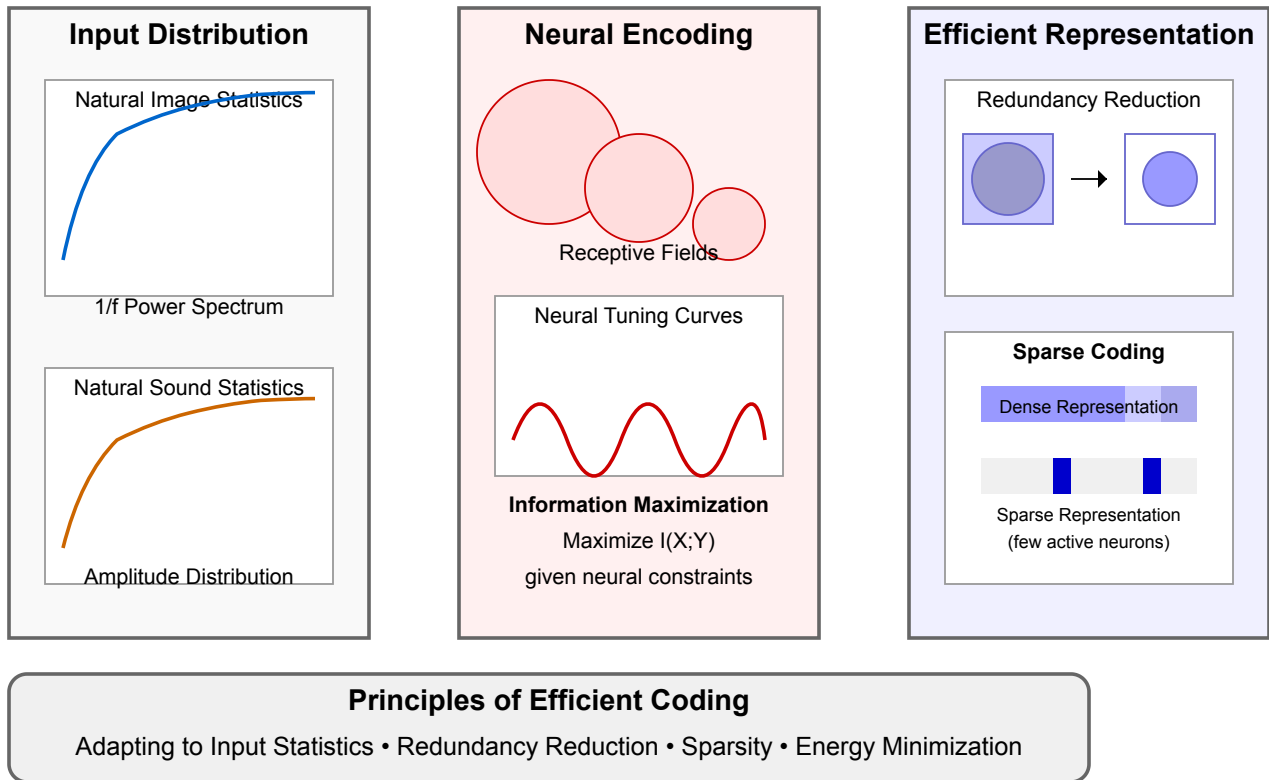 Input Distribution
Natural Image Statistics
1/f Power Spectrum
Natural Sound Statistics
Amplitude Distribution
Neural Encoding
Receptive Fields
Neural Tuning Curves
Information Maximization
Maximize I(X;Y)
given neural constraints
Efficient Representation
Redundancy Reduction
Sparse Coding
Dense Representation
Sparse Representation
(few active neurons)
Principles of Efficient Coding
Adapting to Input Statistics • Redundancy Reduction • Sparsity • Energy Minimization